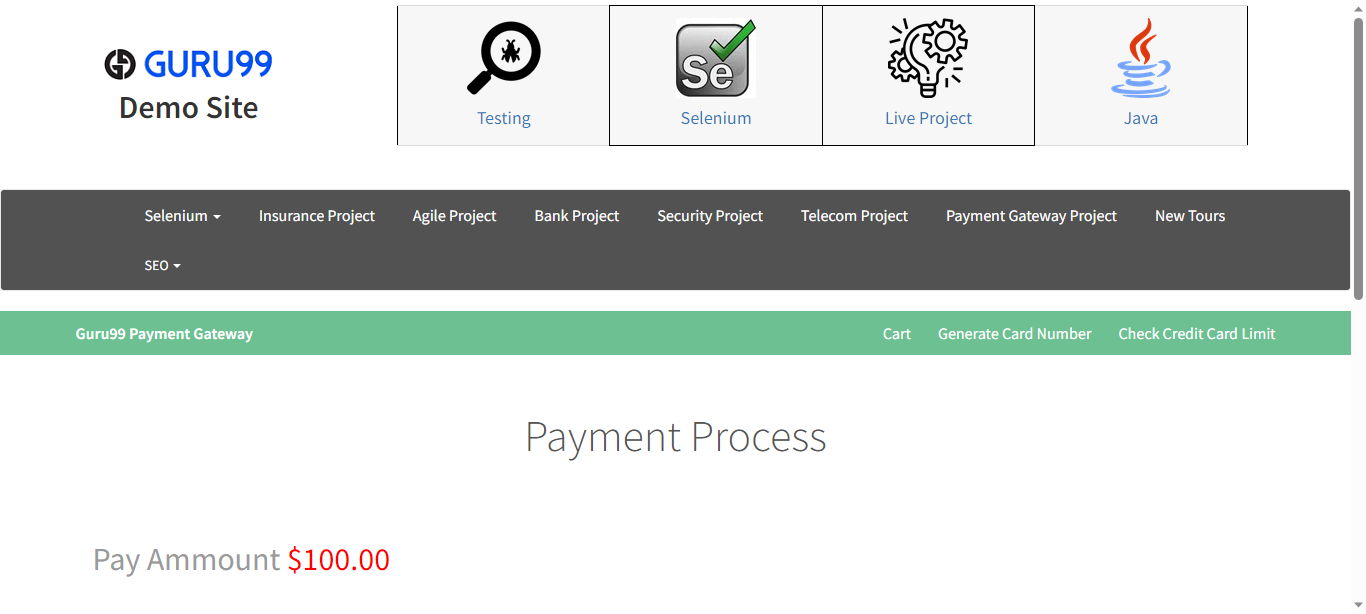 GURU99
Demo Site
Se
Testing
Selenium
Live Project
Java
Selenium
Insurance Project
Agile Project
Bank Project
Security Project
Telecom Project
Payment Gateway Project
New Tours
SEO
Guru99 Payment Gateway
Cart
Generate Card Number
Check Credit Card Limit
Payment Process
Pay Ammount $100.00